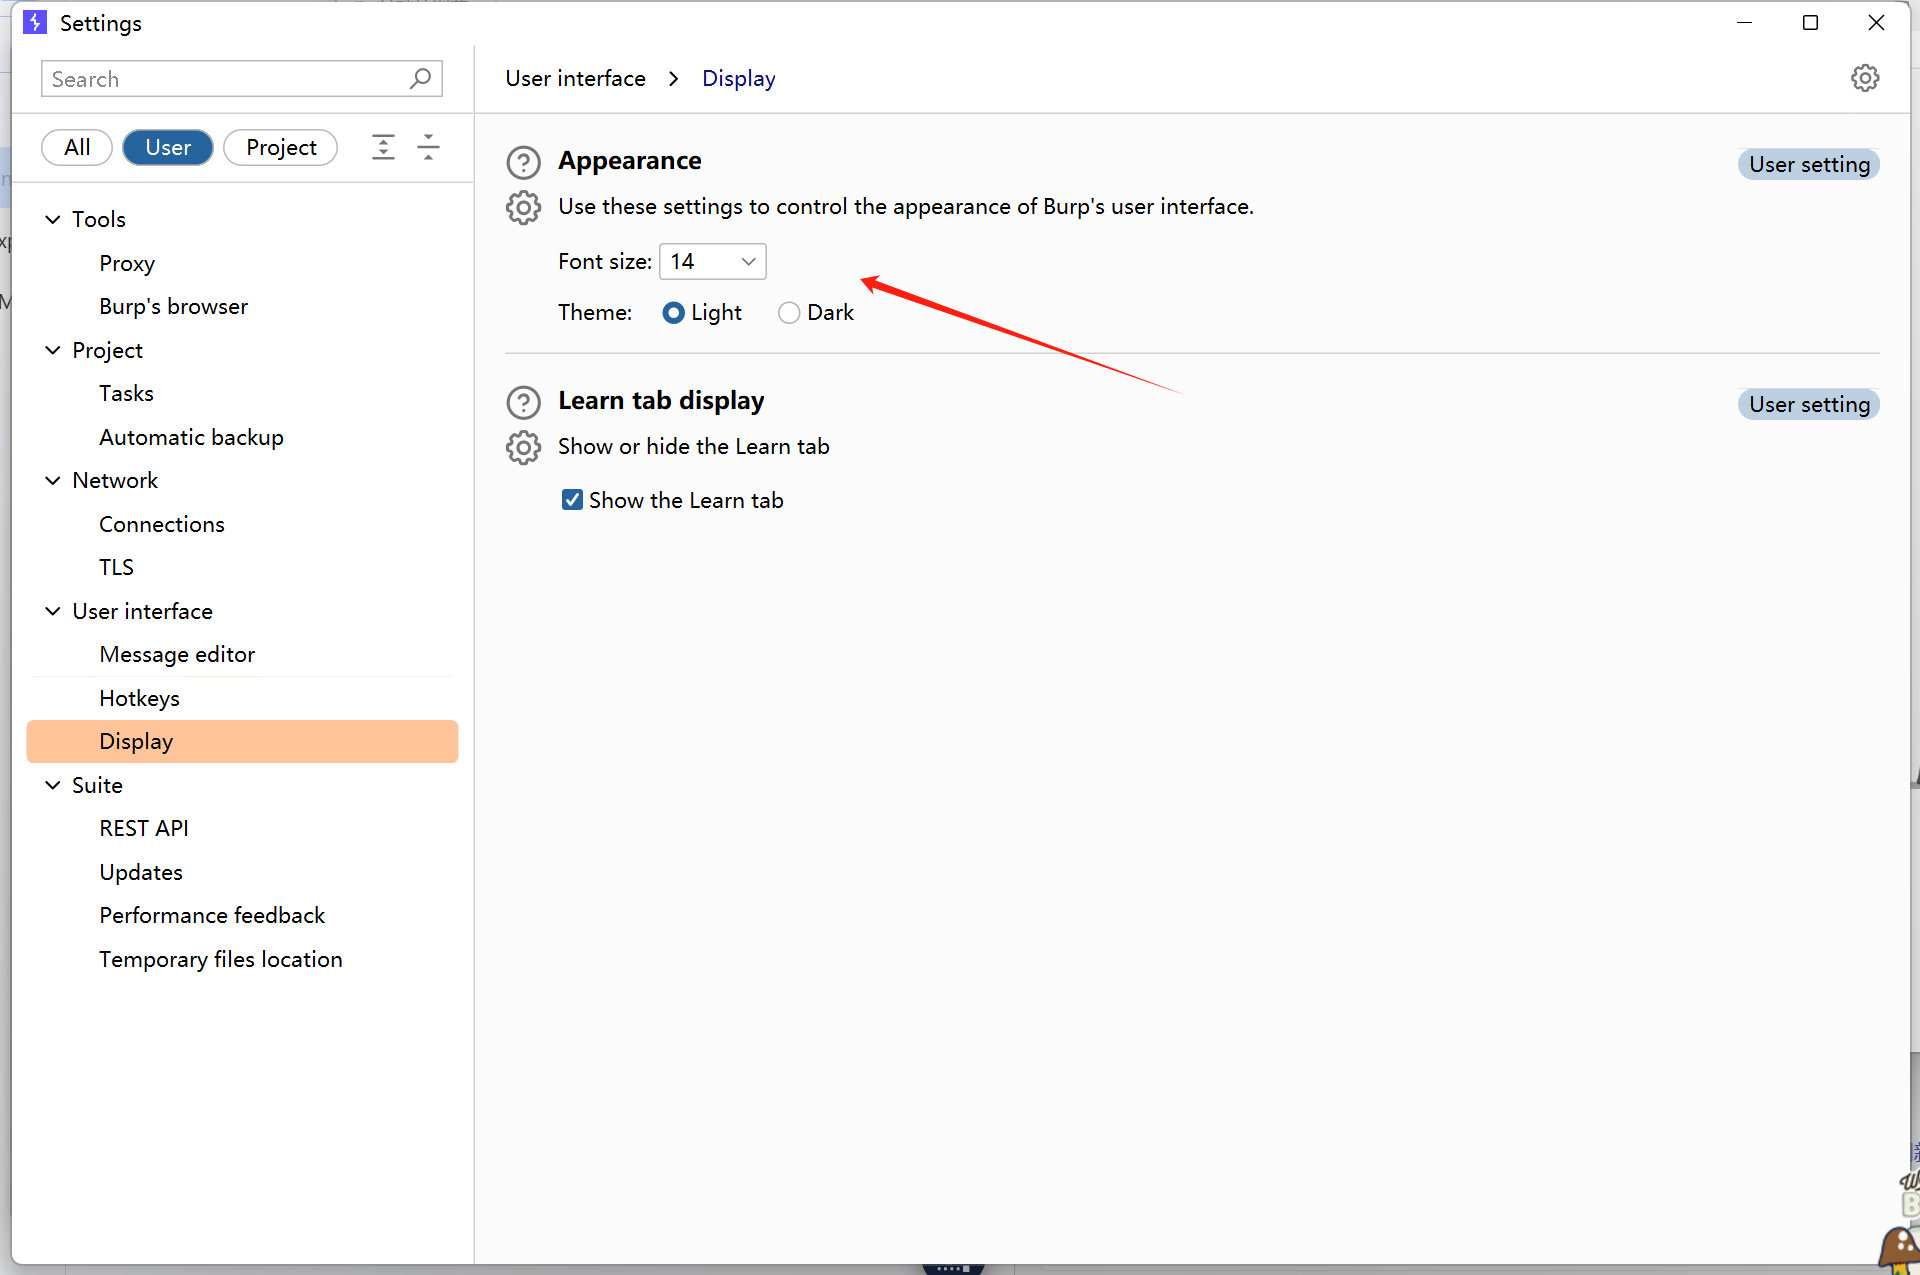 Settings
Search
All
User
Project
Tools
Proxy
Burp's browser
Project
Tasks
Automatic backup
Network
Connections
TLS
User interface
Message editor
Hotkeys
Display
Suite
REST API
Updates
Performance feedback
Temporary files location
User interface > Display
Appearance
User setting
Use these settings to control the appearance of Burp's user interface.
Font size: 14
Theme: Light Dark
Learn tab display
User setting
Show or hide the Learn tab
Show the Learn tab